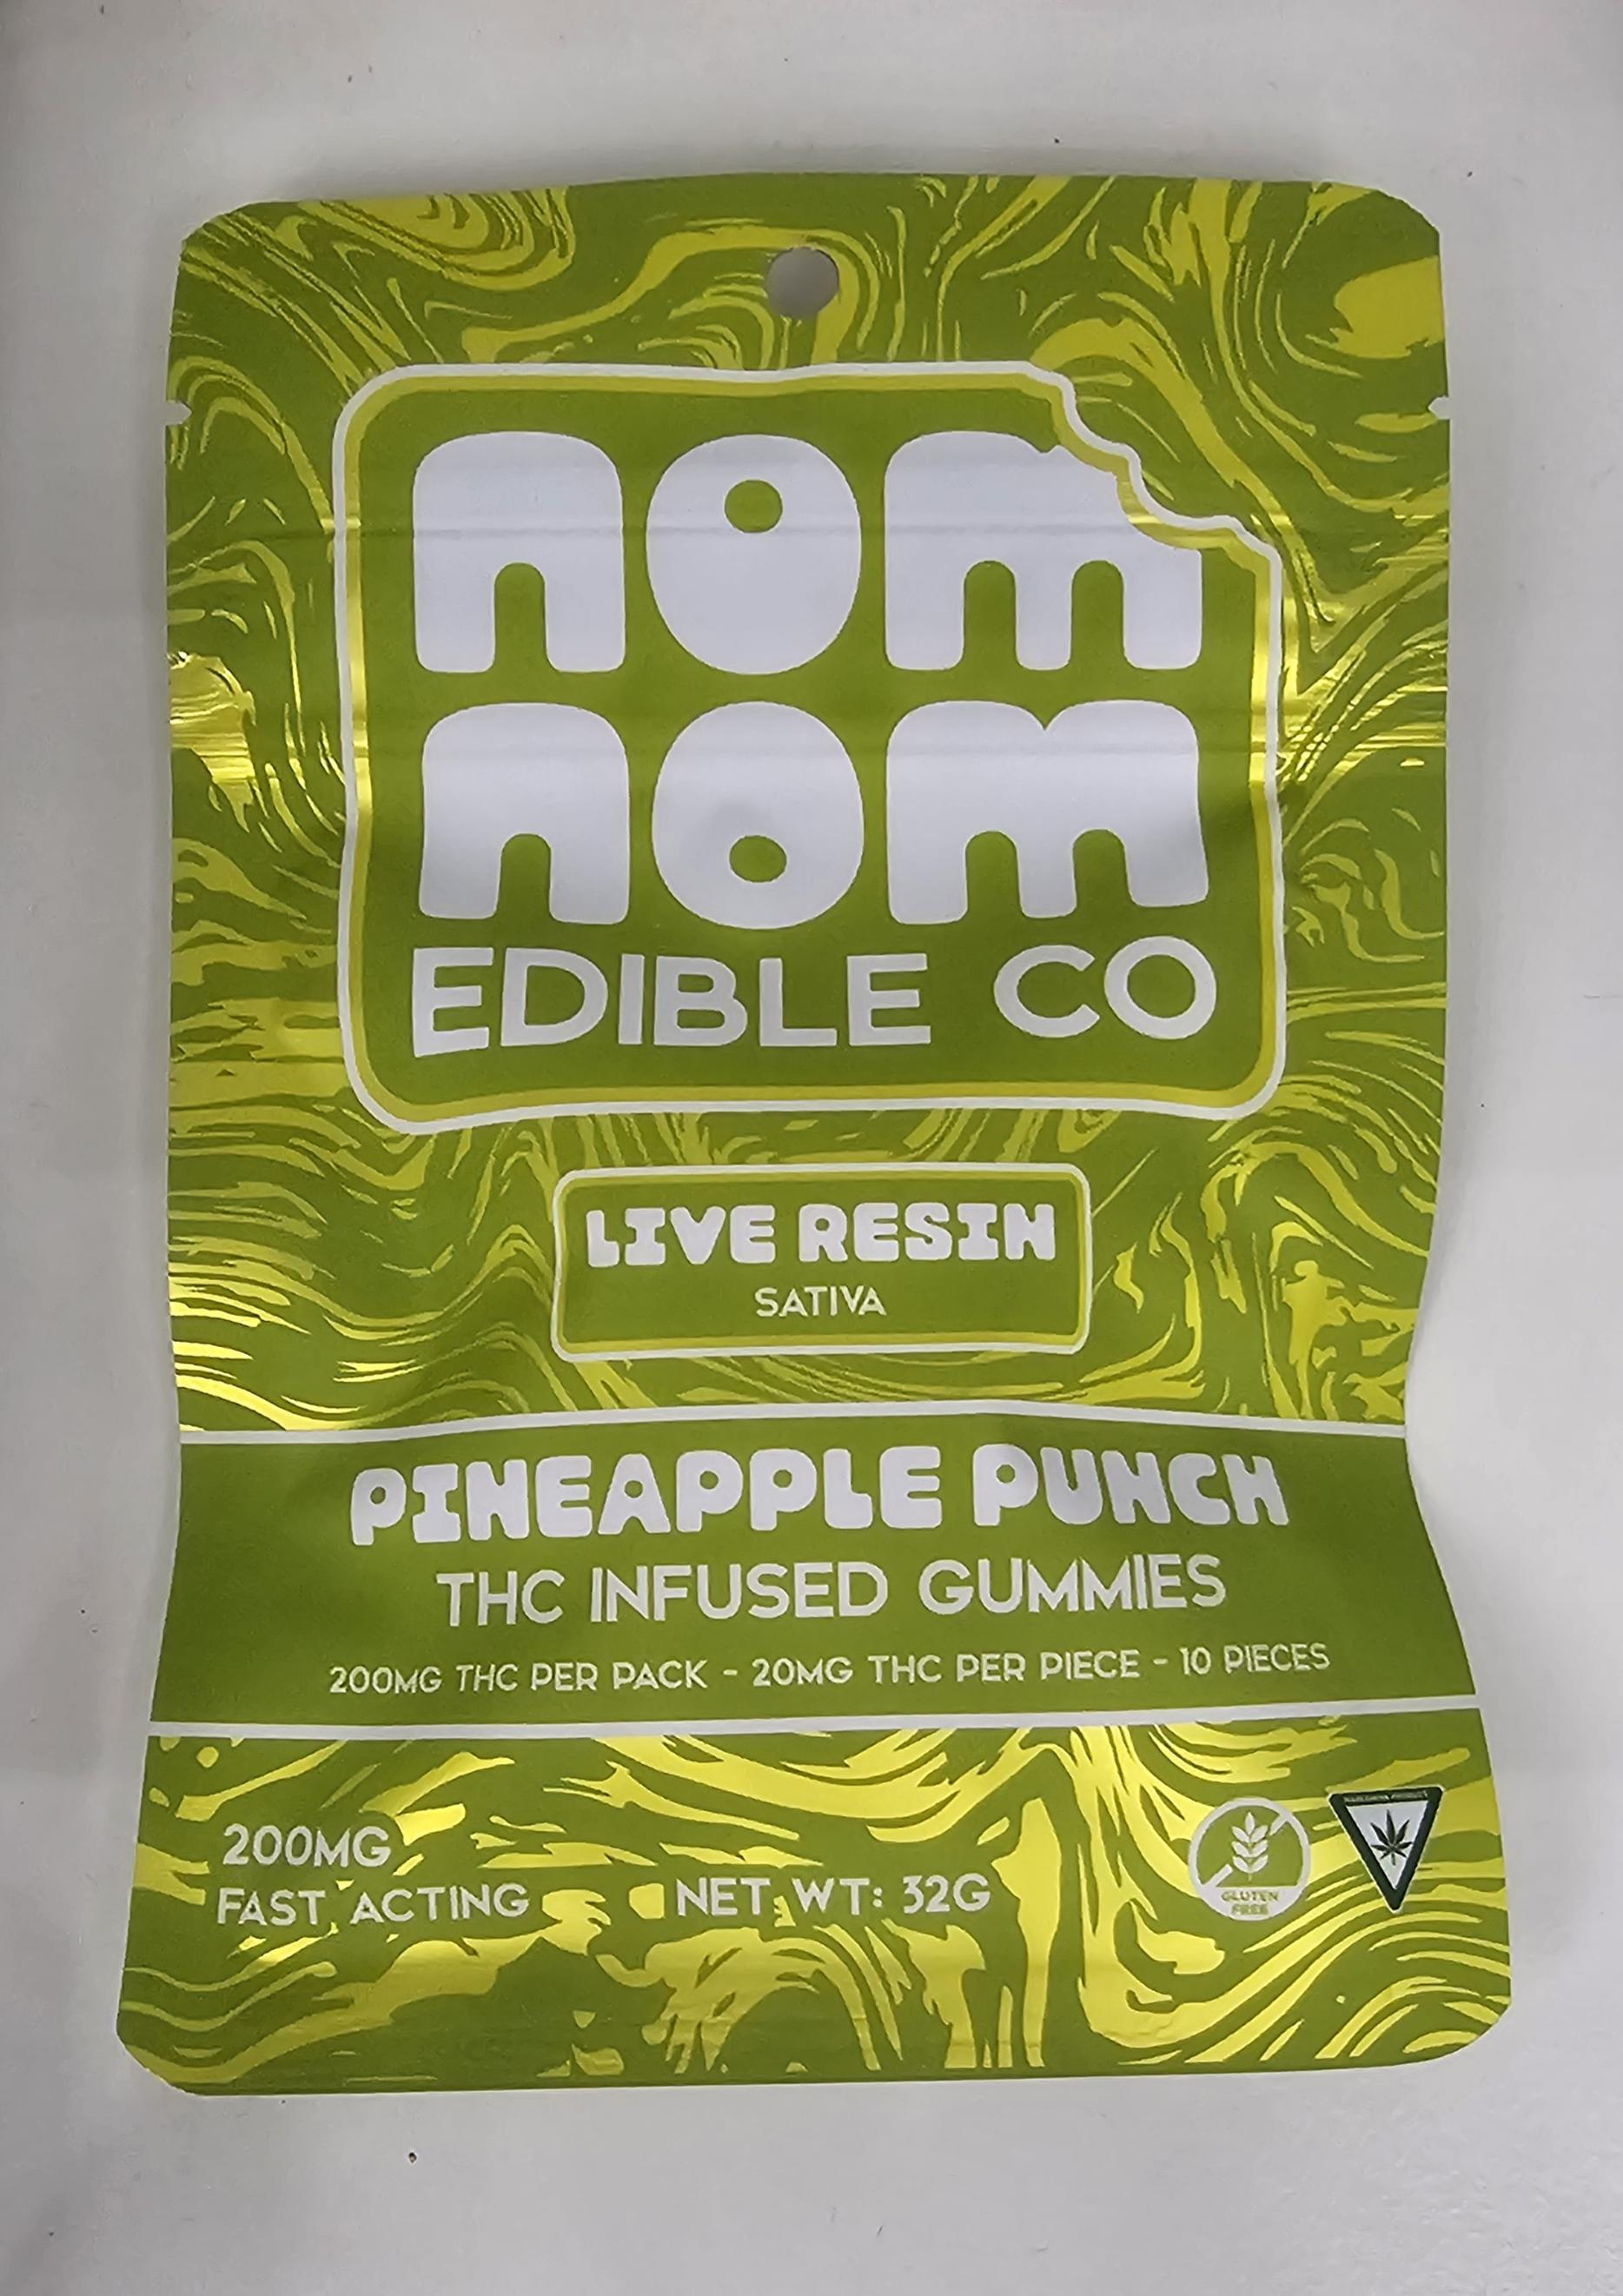 nom
nom
EDIBLE CO
LIVE RESIN
SATIVA
PINEAPPLE PUNCH
THC INFUSED GUMMIES
200MG THC PER PACK - 20MG THC PER PIECE - 10 PIECES
200MG
FAST ACTING
NET WT: 32G
GLUTEN
FREE